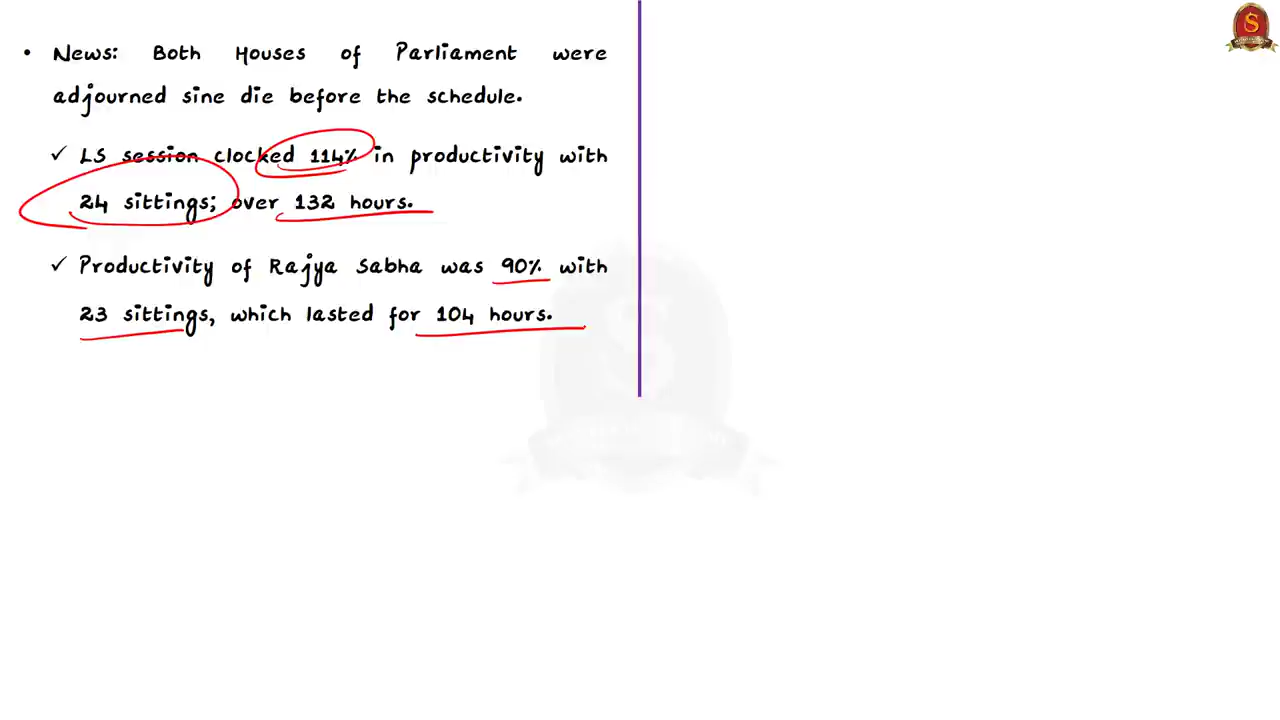 • News: Both Houses of Parliament were
adjourned sine die before the schedule.
✓ LS session clocked 114% in productivity with
24 sittings; over 132 hours.
✓ Productivity of Rajya Sabha was 90% with
23 sittings, which lasted for 104 hours.
S
S